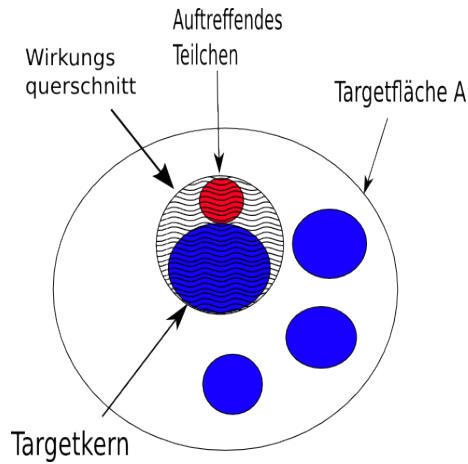 Auftreffendes
Teilchen
Wirkungs
querschnitt
Targetfläche A
Targetkern